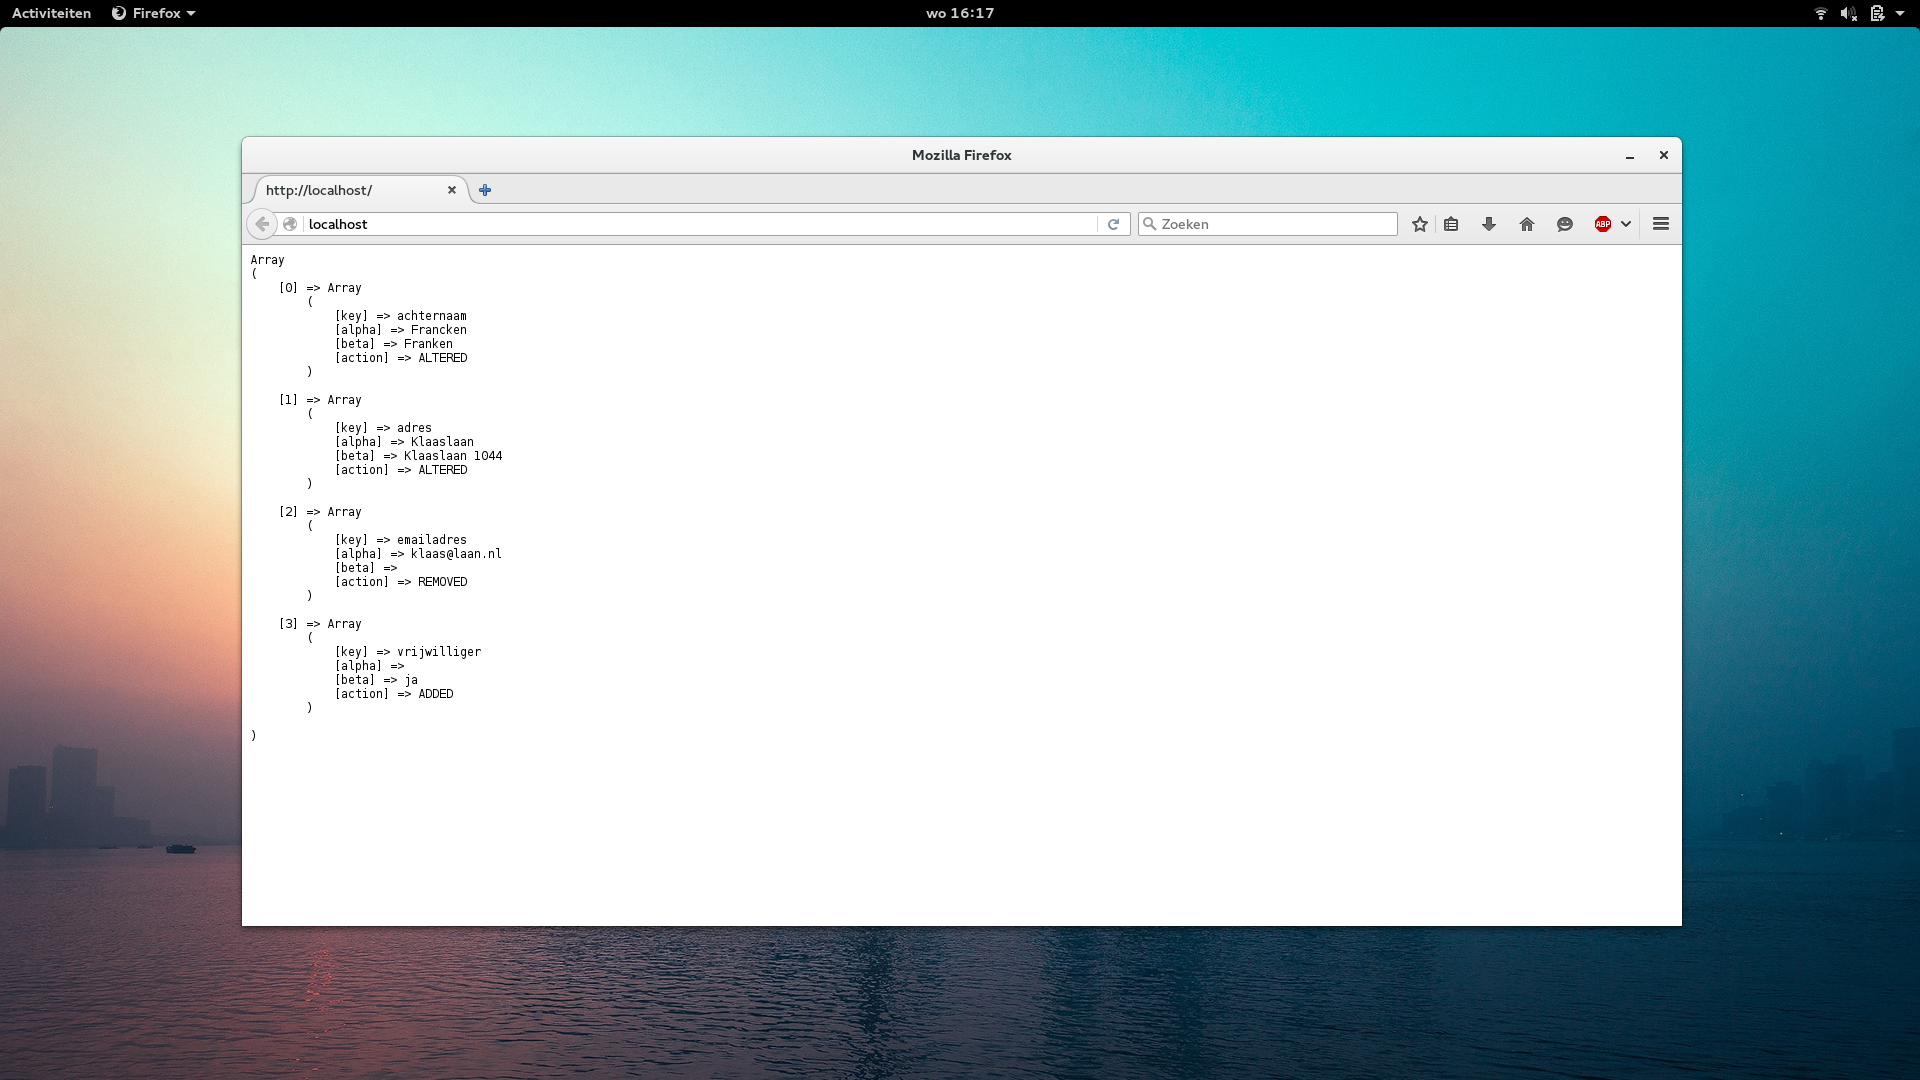 Activiteiten Firefox wo 16:17
Mozilla Firefox
http://localhost/
localhost Zoeken ABP
Array
(
    [0] => Array
        (
            [key] => achternaam
            [alpha] => Francken
            [beta] => Franken
            [action] => ALTERED
        )

    [1] => Array
        (
            [key] => adres
            [alpha] => Klaaslaan
            [beta] => Klaaslaan 1044
            [action] => ALTERED
        )

    [2] => Array
        (
            [key] => emailadres
            [alpha] => klaas@laan.nl
            [beta] =>
            [action] => REMOVED
        )

    [3] => Array
        (
            [key] => vrijwilliger
            [alpha] =>
            [beta] => ja
            [action] => ADDED
        )

)